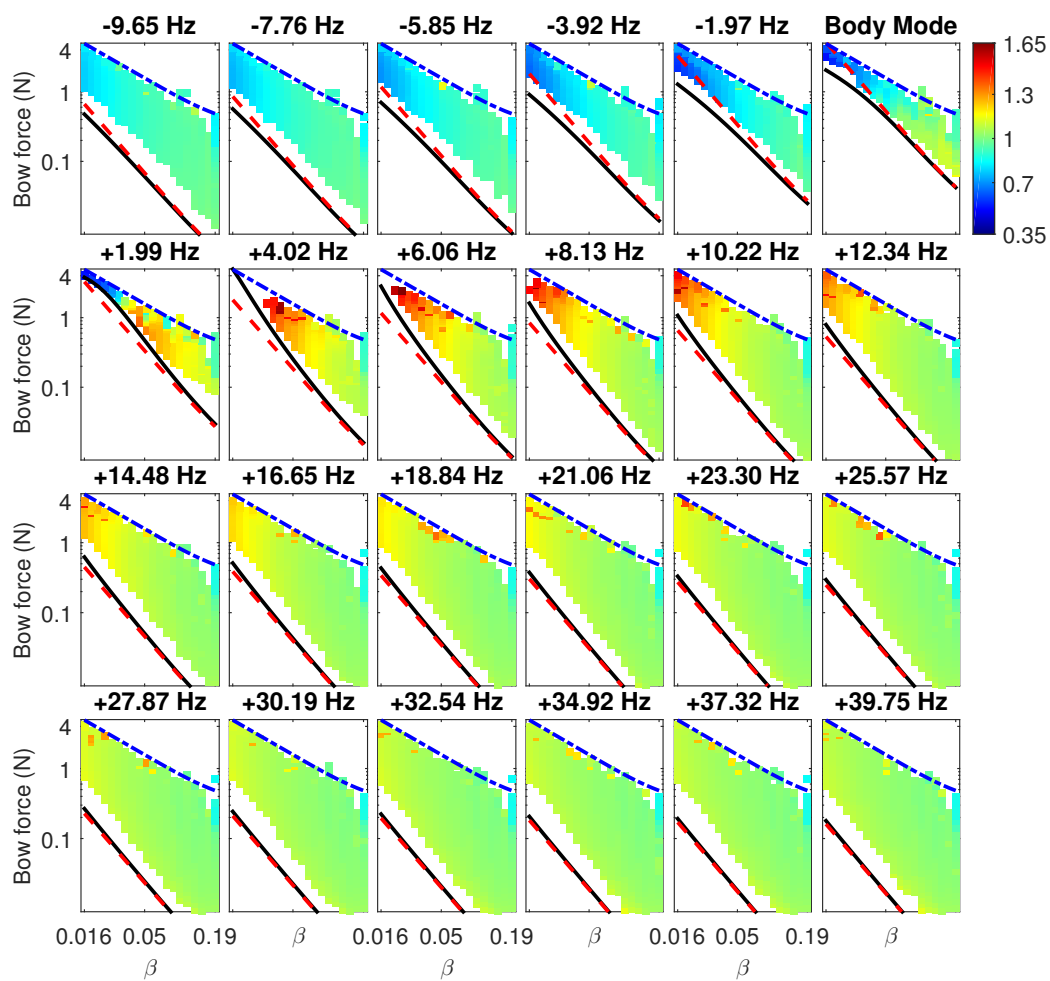 -9.65 Hz -7.76 Hz -5.85 Hz -3.92 Hz -1.97 Hz Body Mode
Bow force (N) 4 1 0.1 1.65 1.3 1 0.7 0.35
+1.99 Hz +4.02 Hz +6.06 Hz +8.13 Hz +10.22 Hz +12.34 Hz
Bow force (N) 4 1 0.1
+14.48 Hz +16.65 Hz +18.84 Hz +21.06 Hz +23.30 Hz +25.57 Hz
Bow force (N) 4 1 0.1
+27.87 Hz +30.19 Hz +32.54 Hz +34.92 Hz +37.32 Hz +39.75 Hz
Bow force (N) 4 1 0.1
0.016 0.05 0.19 β 0.016 0.05 0.19 β 0.016 0.05 0.19 β
β β β